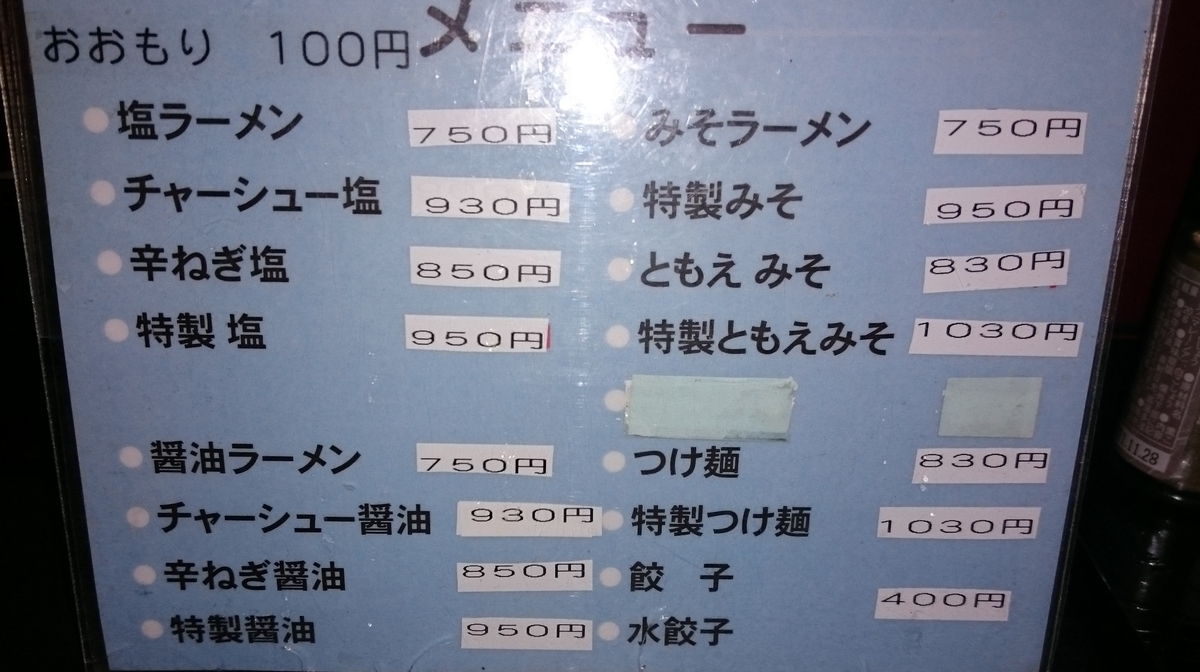 メニュー
おおもり 100円
塩ラーメン 750円
チャーシュー塩 930円
辛ねぎ塩 850円
特製 塩 950円
醤油ラーメン 750円
チャーシュー醤油 930円
辛ねぎ醤油 850円
特製醤油 950円
みそラーメン 750円
特製みそ 950円
ともえ みそ 830円
特製ともえみそ 1030円
つけ麺 830円
特製つけ麺 1030円
餃 子
400円
水餃子
11.28